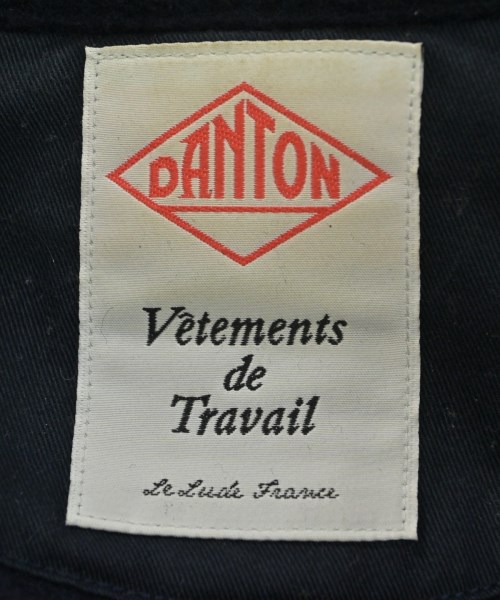 DANTON
Vêtements
de
Travail
Le Lude France